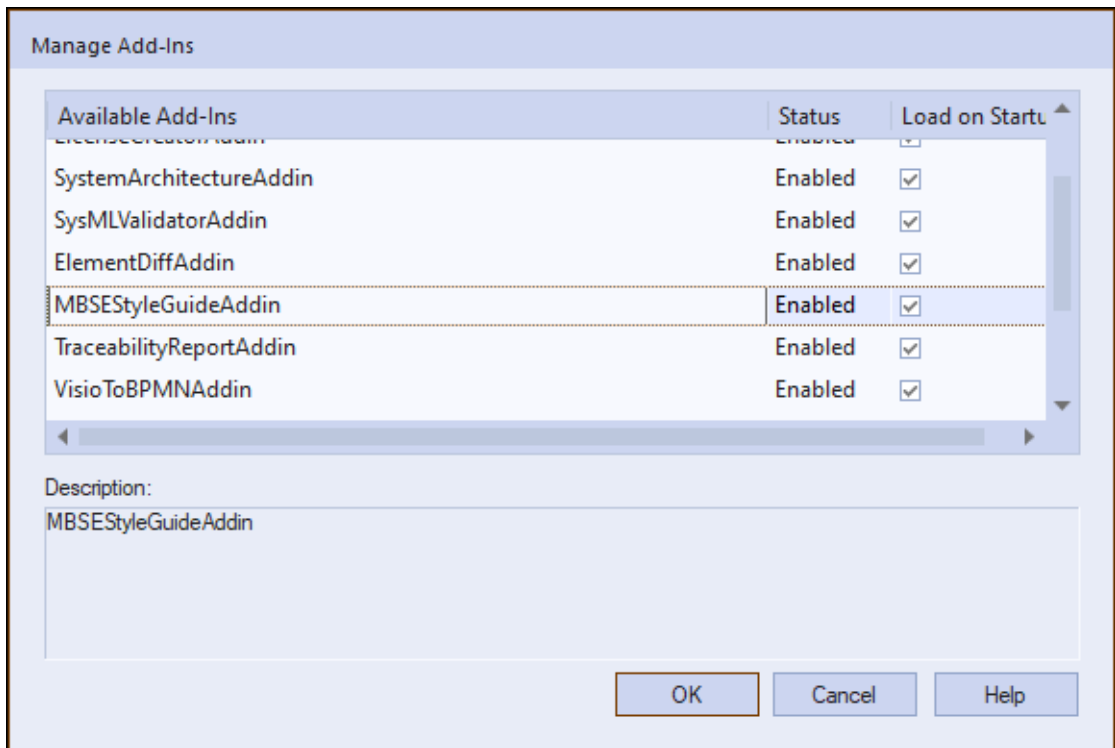 Manage Add-Ins
Available Add-Ins Status Load on Startu
SystemArchitectureAddin Enabled
SysMLValidatorAddin Enabled
ElementDiffAddin Enabled
MBSEStyleGuideAddin Enabled
TraceabilityReportAddin Enabled
VisioToBPMNAddin Enabled
Description:
MBSEStyleGuideAddin
OK Cancel Help